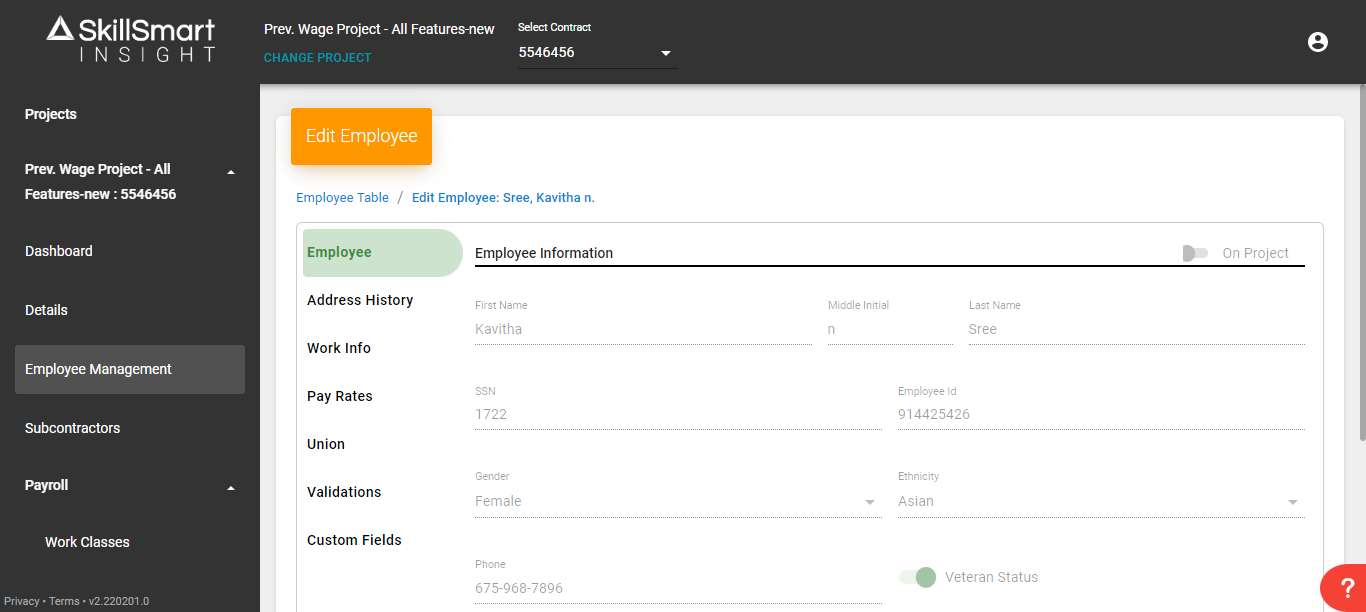 SkillSmart
INSIGHT
Prev. Wage Project - All Features-new
CHANGE PROJECT
Select Contract
5546456
Projects
Prev. Wage Project - All
Features-new : 5546456
Dashboard
Details
Employee Management
Subcontractors
Payroll
Work Classes
Privacy • Terms • v2.220201.0
Edit Employee
Employee Table / Edit Employee: Sree, Kavitha n.
Employee
Address History
Work Info
Pay Rates
Union
Validations
Custom Fields
Employee Information
On Project
First Name
Middle Initial
Last Name
Kavitha
n
Sree
SSN
Employee Id
1722
914425426
Gender
Ethnicity
Female
Asian
Phone
675-968-7896
Veteran Status
?